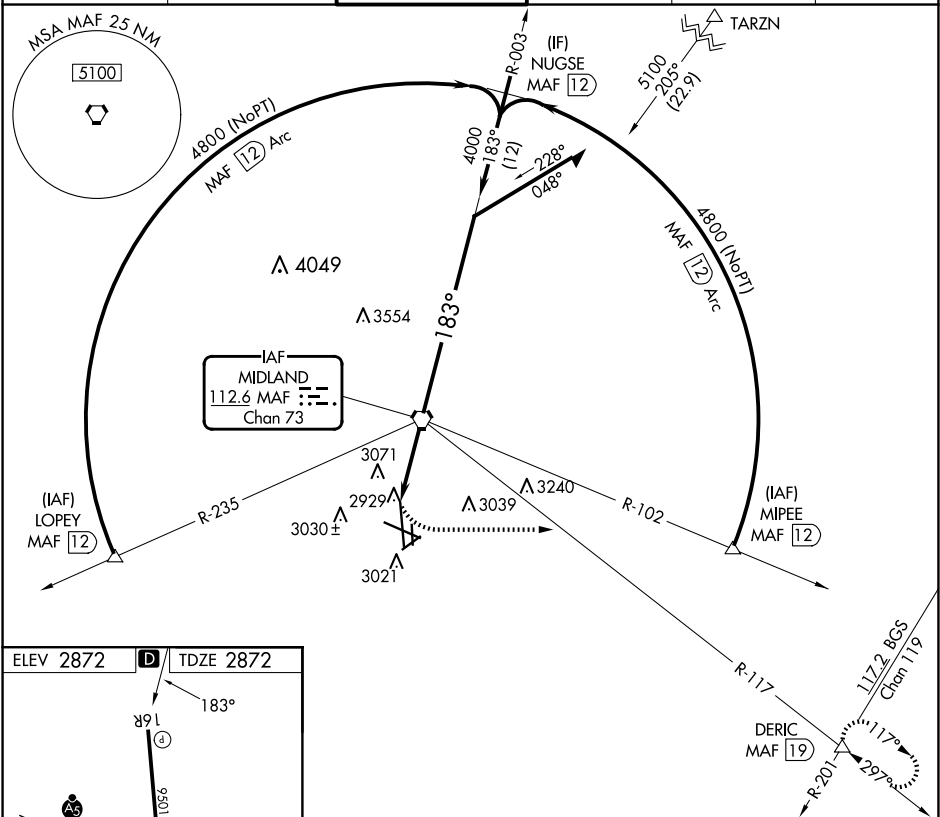 MSA MAF 25 NM
5100
R-003
(IF)
NUGSE
MAF 12
TARZN
5100
205°
(22.9)
4800 (NoPT)
MAF 12 Arc
4000
183°
(12)
228°
048°
4800 (NoPT)
MAF 12 Arc
4049
3554
183°
IAF
MIDLAND
112.6 MAF
Chan 73
3071
2929
3030±
3039
3240
3021
R-235
R-102
(IAF)
LOPEY
MAF 12
(IAF)
MIPEE
MAF 12
R-117
117.2 BGS
Chan 119
DERIC
MAF 19
117°
297°
R-201
ELEV 2872
D
TDZE 2872
183°
16R
P
9501
A5